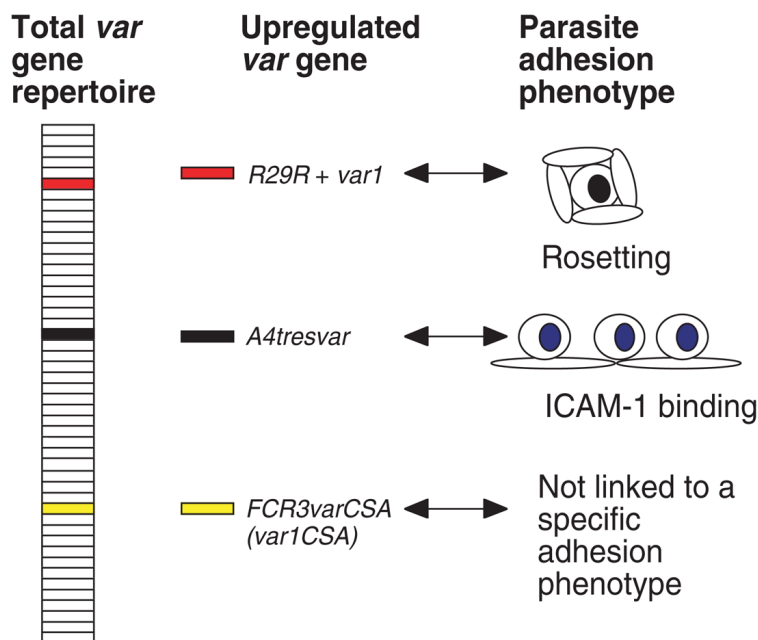 Total var
gene
repertoire
Upregulated
var gene
Parasite
adhesion
phenotype
R29R + var1
Rosetting
A4tresvar
ICAM-1 binding
FCR3varCSA
(var1CSA)
Not linked to a
specific
adhesion
phenotype